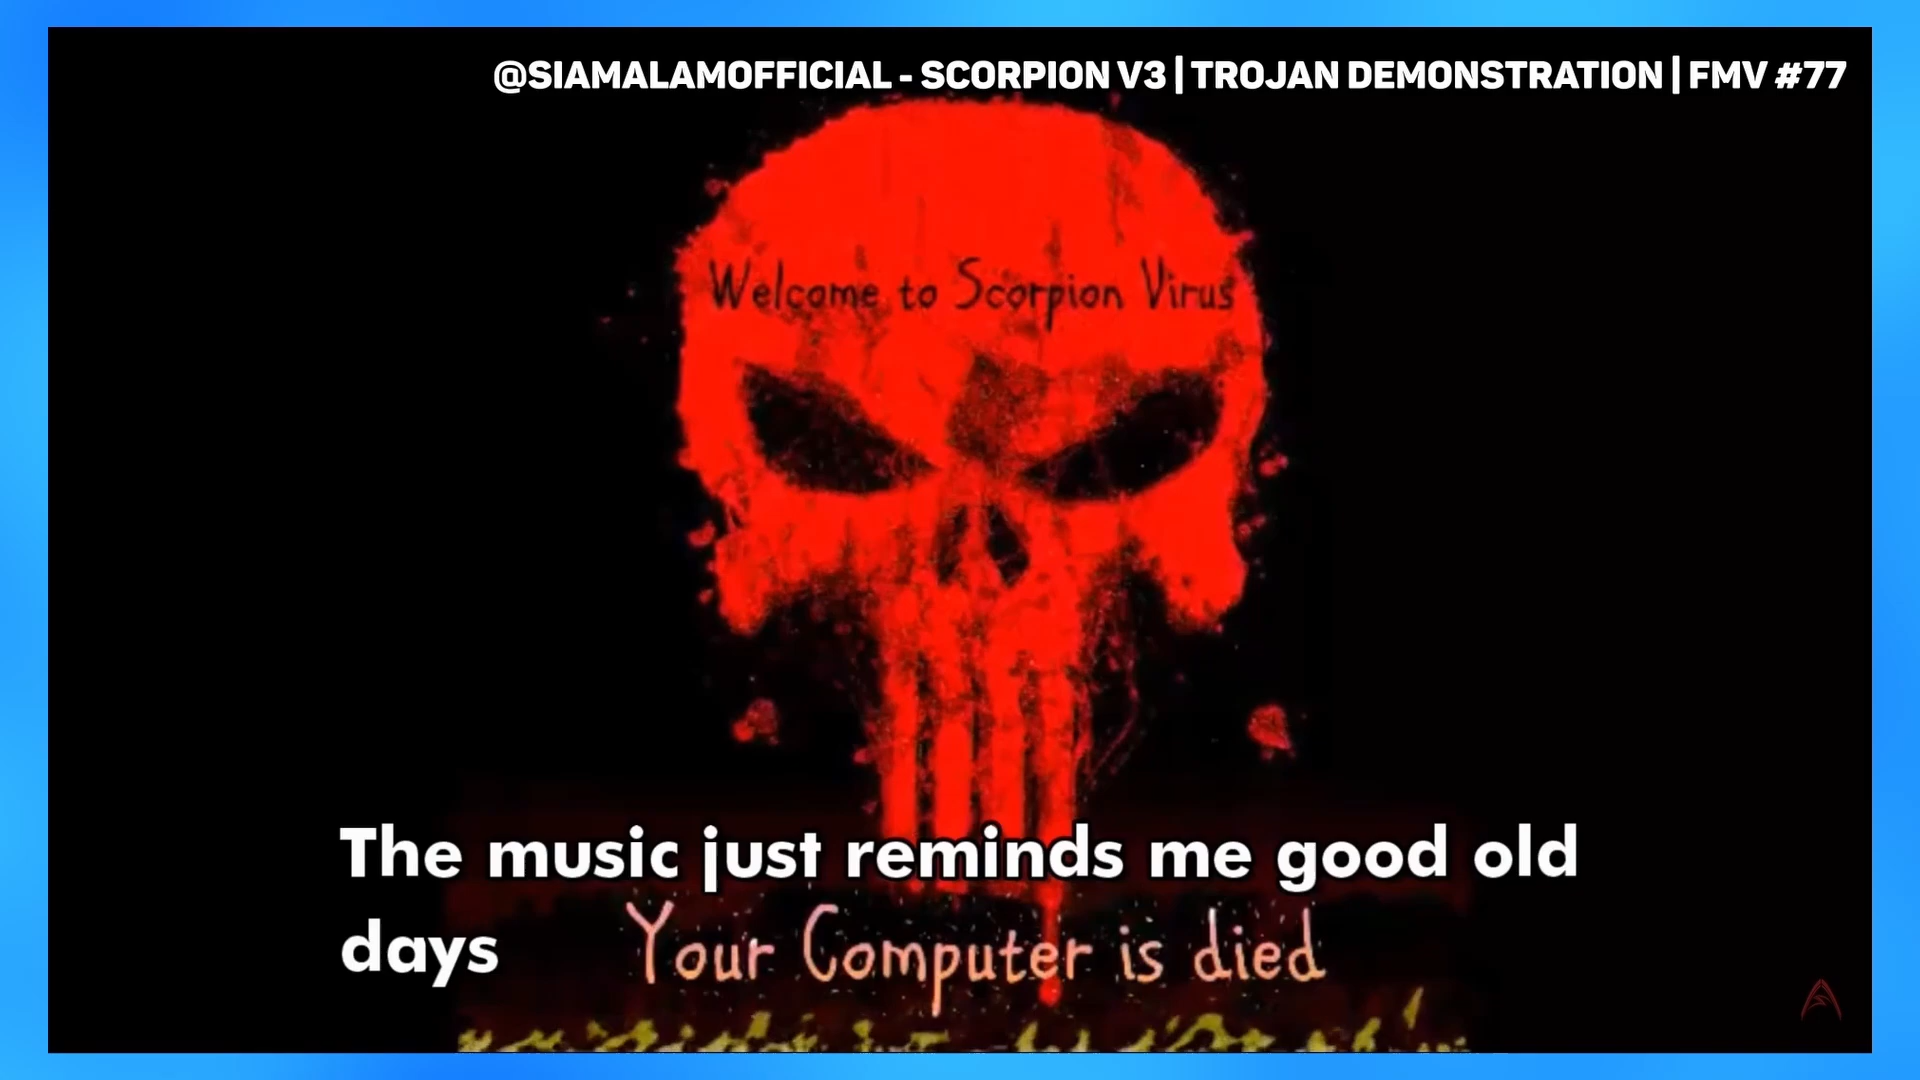 @SIAMALAMOFFICIAL - SCORPION V3 | TROJAN DEMONSTRATION | FMV #77
Welcome to Scorpion Virus
The music just reminds me good old
days
Your Computer is died